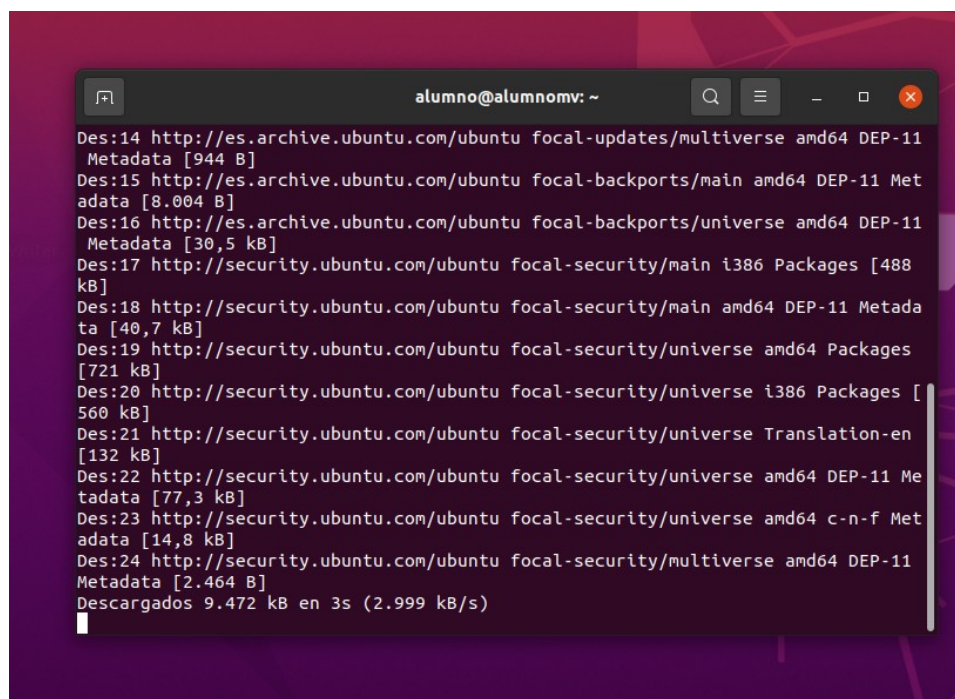 alumno@alumnomv: ~
Des:14 http://es.archive.ubuntu.com/ubuntu focal-updates/multiverse amd64 DEP-11
 Metadata [944 B]
Des:15 http://es.archive.ubuntu.com/ubuntu focal-backports/main amd64 DEP-11 Met
adata [8.004 B]
Des:16 http://es.archive.ubuntu.com/ubuntu focal-backports/universe amd64 DEP-11
 Metadata [30,5 kB]
Des:17 http://security.ubuntu.com/ubuntu focal-security/main i386 Packages [488
kB]
Des:18 http://security.ubuntu.com/ubuntu focal-security/main amd64 DEP-11 Metada
ta [40,7 kB]
Des:19 http://security.ubuntu.com/ubuntu focal-security/universe amd64 Packages
[721 kB]
Des:20 http://security.ubuntu.com/ubuntu focal-security/universe i386 Packages [
560 kB]
Des:21 http://security.ubuntu.com/ubuntu focal-security/universe Translation-en
[132 kB]
Des:22 http://security.ubuntu.com/ubuntu focal-security/universe amd64 DEP-11 Me
tadata [77,3 kB]
Des:23 http://security.ubuntu.com/ubuntu focal-security/universe amd64 c-n-f Met
adata [14,8 kB]
Des:24 http://security.ubuntu.com/ubuntu focal-security/multiverse amd64 DEP-11
Metadata [2.464 B]
Descargados 9.472 kB en 3s (2.999 kB/s)